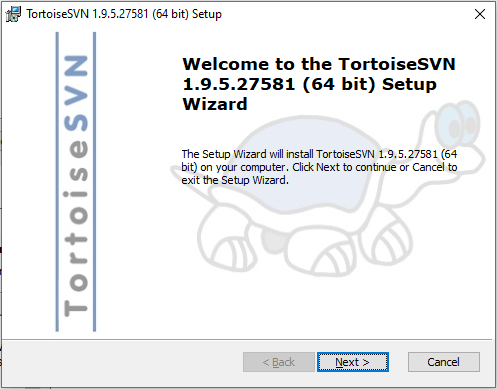 TortoiseSVN 1.9.5.27581 (64 bit) Setup
TortoiseSVN
Welcome to the TortoiseSVN
1.9.5.27581 (64 bit) Setup
Wizard
The Setup Wizard will install TortoiseSVN 1.9.5.27581 (64
bit) on your computer. Click Next to continue or Cancel to
exit the Setup Wizard.
< Back
Next >
Cancel